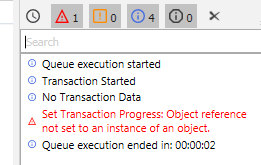 1 0 4 0
Search
Queue execution started
Transaction Started
No Transaction Data
Set Transaction Progress: Object reference
not set to an instance of an object.
Queue execution ended in: 00:00:02